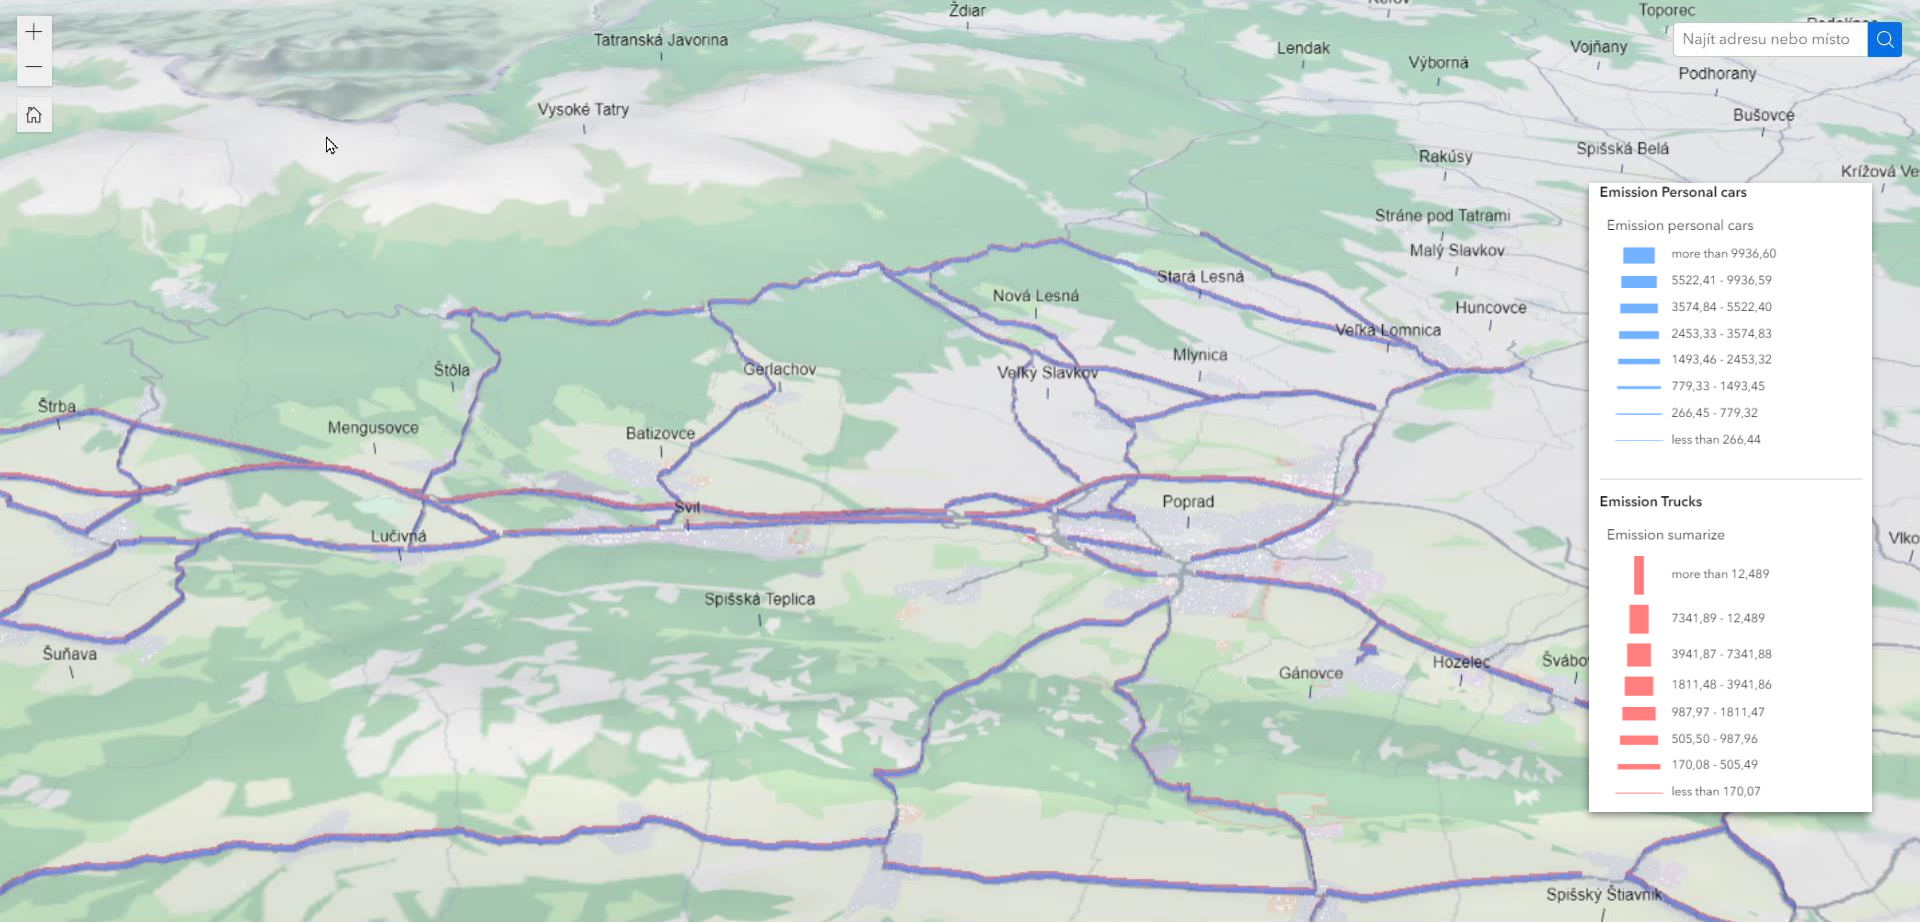 Ždiar
Toporec
Tatranská Javorina
Lendak
Vojňany
Najít adresu nebo místo
Výborná
Podhorany
Vysoké Tatry
Bušovce
Rakúsy
Spišská Belá
Krížová Ve
Emission Personal cars
Stráne pod Tatrami
Emission personal cars
Malý Slavkov
more than 9936,60
Stará Lesná
5522,41 - 9936,59
Nová Lesná
Huncovce
3574,84 - 5522,40
Veľká Lomnica
2453,33 - 3574,83
Mlynica
1493,46 - 2453,32
Štôla
Gerlachov
Veľký Slavkov
779,33 - 1493,45
Štrba
266,45 - 779,32
Mengusovce
Batizovce
less than 266,44
Svit
Poprad
Emission Trucks
Lučivná
Emission sumarize
Vlko
more than 12,489
Spišská Teplica
7341,89 - 12,489
Šuňava
3941,87 - 7341,88
Gánovce
Hozelec
Švábo
1811,48 - 3941,86
987,97 - 1811,47
505,50 - 987,96
170,08 - 505,49
less than 170,07
Spišský Štiavnik